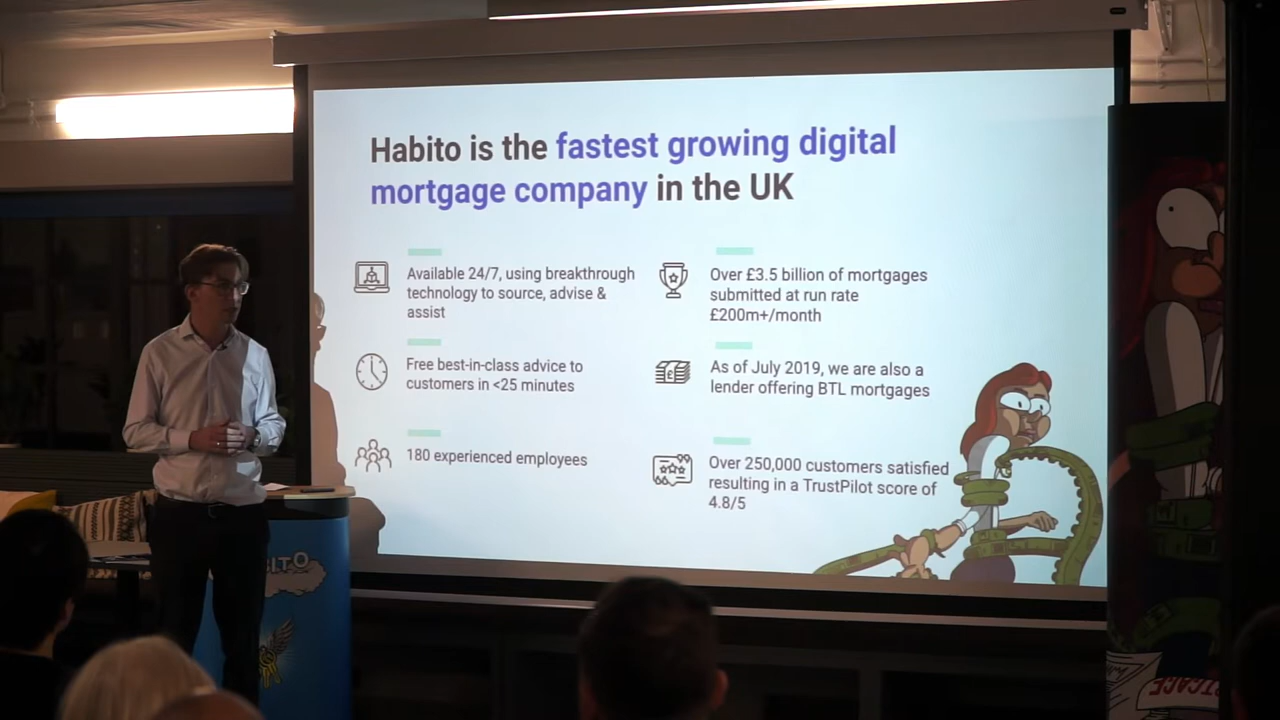 Habito is the fastest growing digital
mortgage company in the UK
Available 24/7, using breakthrough
technology to source, advise &
assist
Over £3.5 billion of mortgages
submitted at run rate
£200m+/month
Free best-in-class advice to
customers in <25 minutes
As of July 2019, we are also a
lender offering BTL mortgages
180 experienced employees
Over 250,000 customers satisfied
resulting in a TrustPilot score of
4.8/5